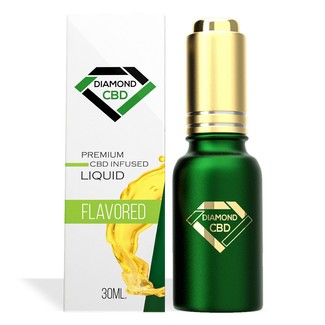 DIAMOND
CBD
PREMIUM
CBD INFUSED
LIQUID
FLAVORED
30ML.
DIAMOND
CBD